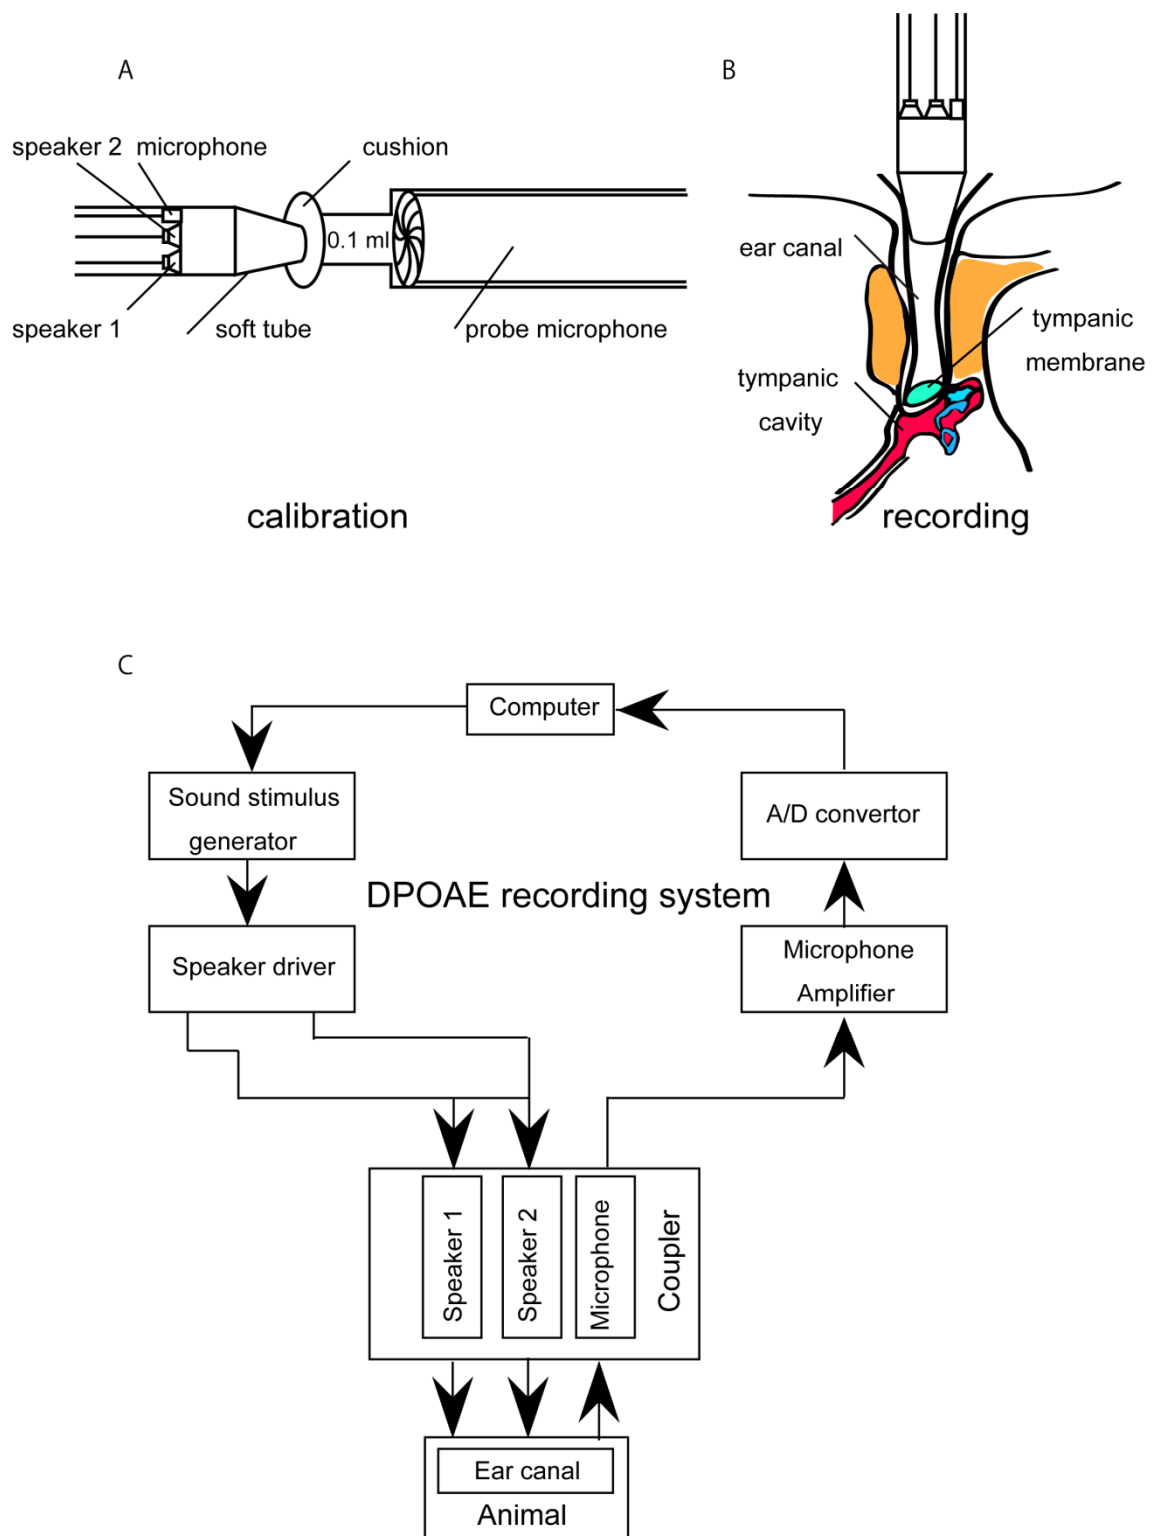 A
B
speaker 2 microphone
cushion
0.1 ml
speaker 1
soft tube
probe microphone
ear canal
tympanic
membrane
tympanic
cavity
calibration
recording
C
Computer
Sound stimulus
generator
A/D convertor
DPOAE recording system
Speaker driver
Microphone
Amplifier
Speaker 1
Speaker 2
Microphone
Coupler
Ear canal
Animal